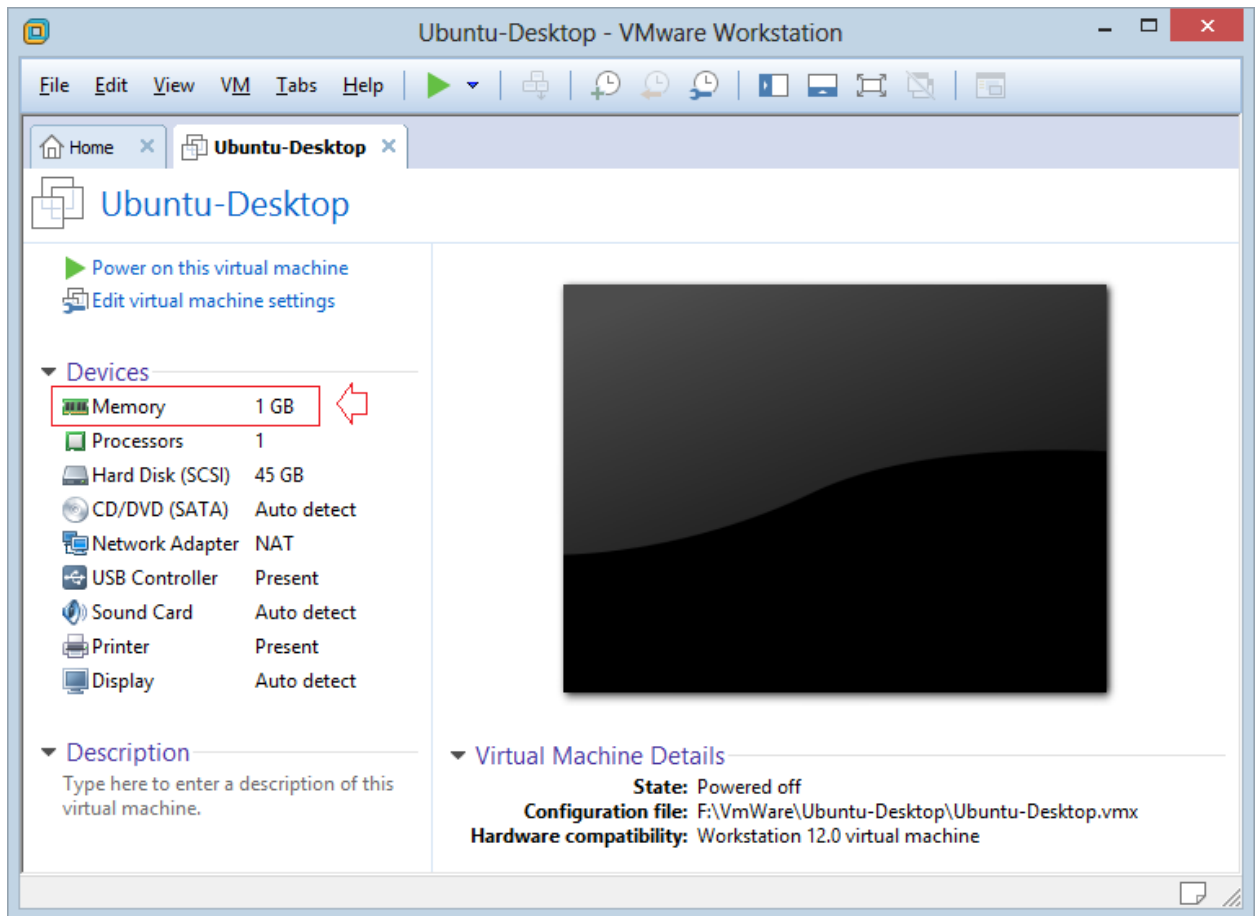 Ubuntu-Desktop - VMware Workstation
File Edit View VM Tabs Help
Home Ubuntu-Desktop
Ubuntu-Desktop
Power on this virtual machine
Edit virtual machine settings
Devices
Memory 1 GB
Processors 1
Hard Disk (SCSI) 45 GB
CD/DVD (SATA) Auto detect
Network Adapter NAT
USB Controller Present
Sound Card Auto detect
Printer Present
Display Auto detect
Description
Type here to enter a description of this
virtual machine.
Virtual Machine Details
State: Powered off
Configuration file: F:\VmWare\Ubuntu-Desktop\Ubuntu-Desktop.vmx
Hardware compatibility: Workstation 12.0 virtual machine